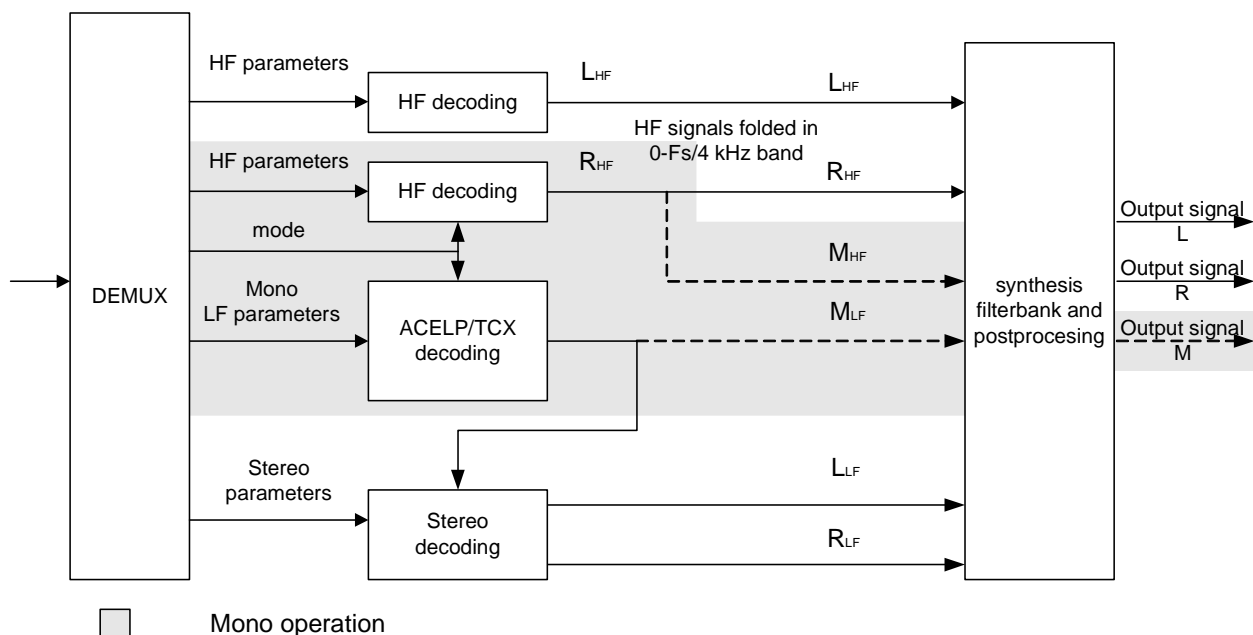 HF parameters
HF decoding
LHF
LHF
HF signals folded in
0-Fs/4 kHz band
HF parameters
HF decoding
RHF
RHF
mode
DEMUX
Mono
LF parameters
ACELP/TCX
decoding
MHF
MLF
synthesis
filterbank and
postprocesing
Output signal
L
Output signal
R
Output signal
M
Stereo
parameters
Stereo
decoding
LLF
RLF
Mono operation